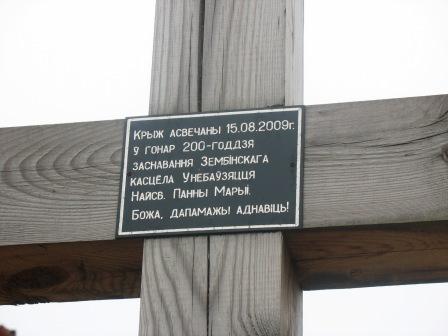 Крыж асвечаны 15.08.2009г.
ў гонар 200-годдзя
заснавання Зембінскага
касцёла Унебаўзяцця
Найсв. Панны Марыі.
Божа, дапамажы аднавіць!